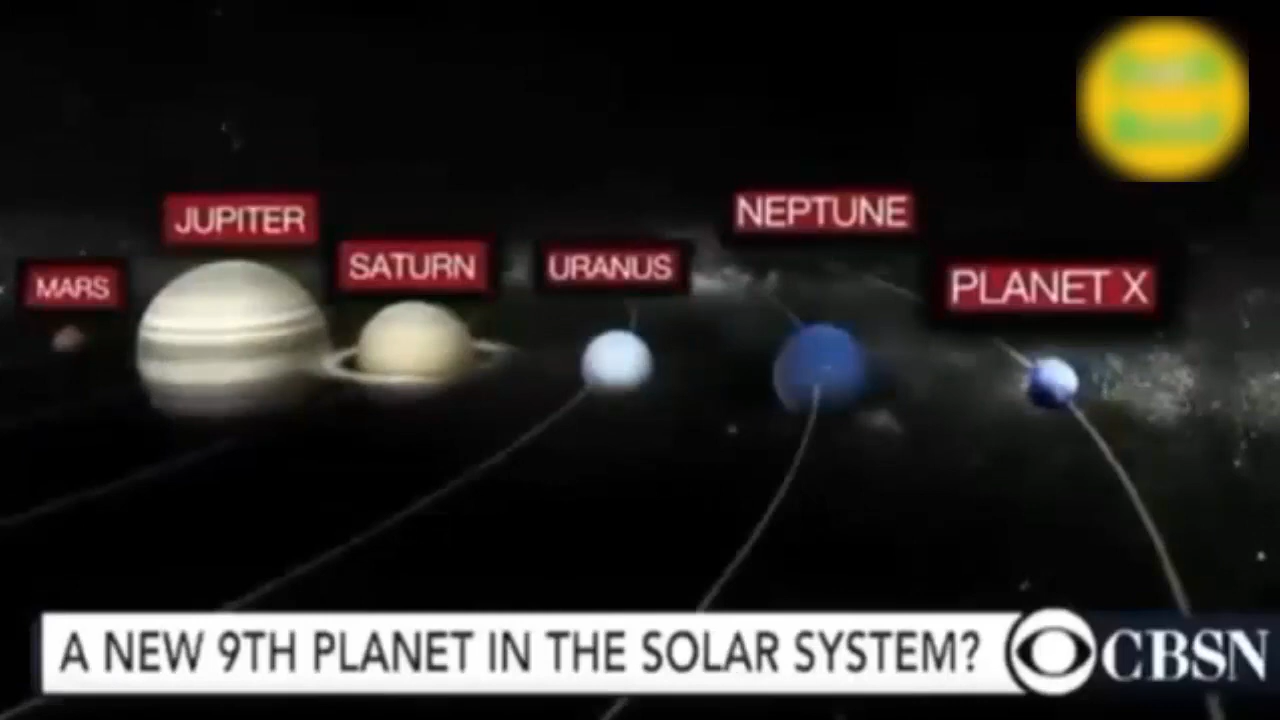 JUPITER
NEPTUNE
SATURN
URANUS
MARS
PLANET X
A NEW 9TH PLANET IN THE SOLAR SYSTEM?
CBSN